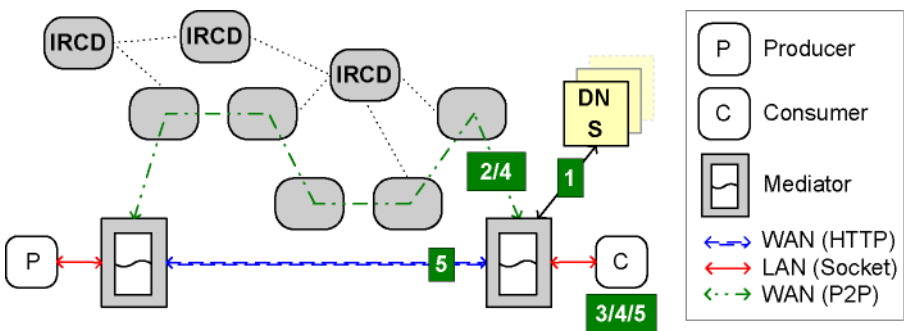 IRCD
IRCD
IRCD
DN
S
2/4
1
P
5
C
3/4/5
P Producer
C Consumer
Mediator
WAN (HTTP)
LAN (Socket)
WAN (P2P)